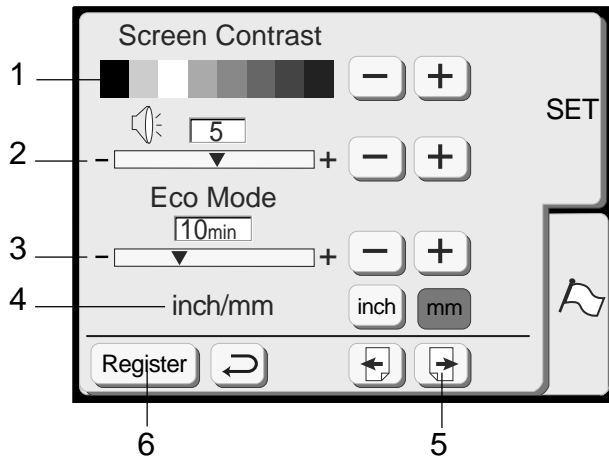 Screen Contrast
1 − +
SET
5
2 - + − +
Eco Mode
10min
3 - + − +
4 inch/mm inch mm
Register
6 5